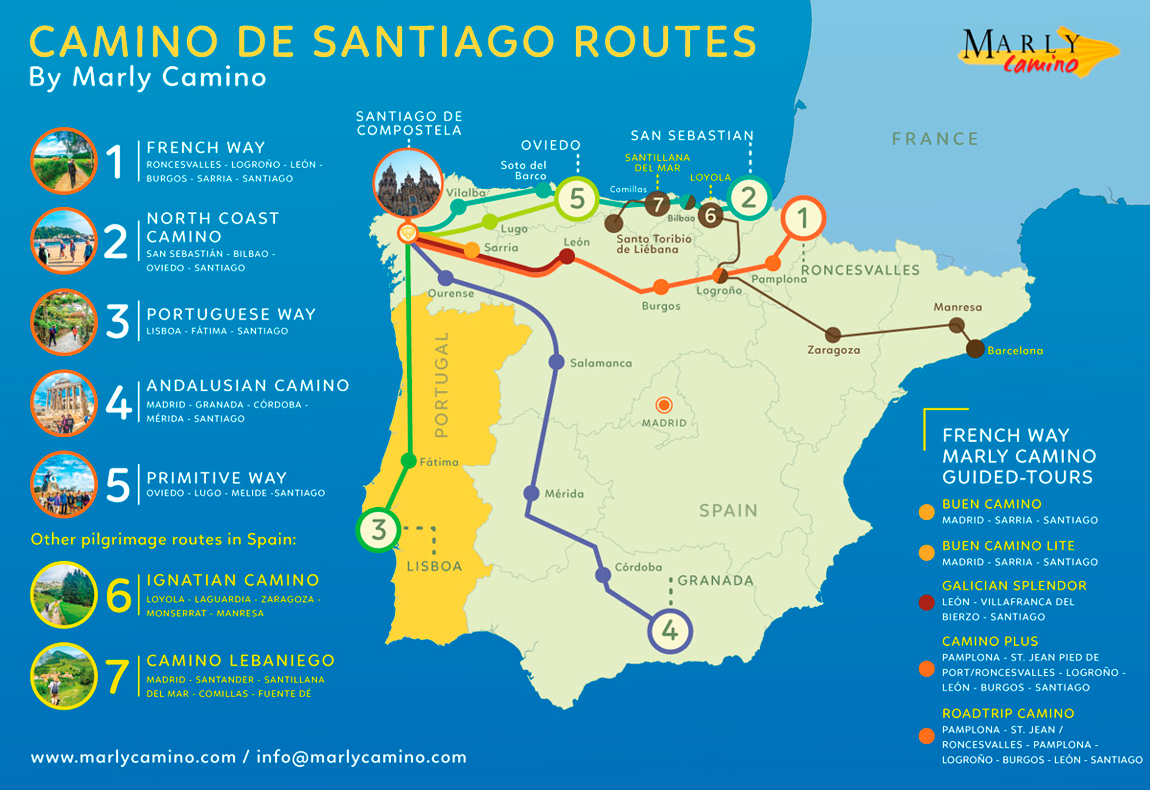 CAMINO DE SANTIAGO ROUTES
By Marly Camino
MARLY
camino
1
FRENCH WAY
RONCESVALLES - LOGROÑO - LEÓN -
BURGOS - SARRIA - SANTIAGO
2
NORTH COAST
CAMINO
SAN SEBASTIÁN - BILBAO -
OVIEDO - SANTIAGO
3
PORTUGUESE WAY
LISBOA - FÁTIMA - SANTIAGO
4
ANDALUSIAN CAMINO
MADRID - GRANADA - CÓRDOBA -
MÉRIDA - SANTIAGO
5
PRIMITIVE WAY
OVIEDO - LUGO - MELIDE -SANTIAGO
Other pilgrimage routes in Spain:
6
IGNATIAN CAMINO
LOYOLA - LAGUARDIA - ZARAGOZA -
MONSERRAT - MANRESA
7
CAMINO LEBANIEGO
MADRID - SANTANDER - SANTILLANA
DEL MAR - COMILLAS - FUENTE DÉ
www.marlycamino.com / info@marlycamino.com
SANTIAGO DE
COMPOSTELA
OVIEDO
SAN SEBASTIAN
SANTILLANA
DEL MAR
LOYOLA
Soto del
Barco
Comillas
Vilalba
5
7
6
2
1
Bilbao
Lugo
Santo Toribio
de Liébana
Sarria
León
Ourense
Burgos
Logroño
Pamplona
RONCESVALLES
FRANCE
Manresa
Zaragoza
Barcelona
Salamanca
PORTUGAL
MADRID
Fátima
Mérida
SPAIN
3
LISBOA
Córdoba
GRANADA
4
FRENCH WAY
MARLY CAMINO
GUIDED-TOURS
BUEN CAMINO
MADRID - SARRIA - SANTIAGO
BUEN CAMINO LITE
MADRID - SARRIA - SANTIAGO
GALICIAN SPLENDOR
LEÓN - VILLAFRANCA DEL
BIERZO - SANTIAGO
CAMINO PLUS
PAMPLONA - ST. JEAN PIED DE
PORT/RONCESVALLES - LOGROÑO -
LEÓN - BURGOS - SANTIAGO
ROADTRIP CAMINO
PAMPLONA - ST. JEAN /
RONCESVALLES - PAMPLONA -
LOGROÑO - BURGOS - LEÓN - SANTIAGO